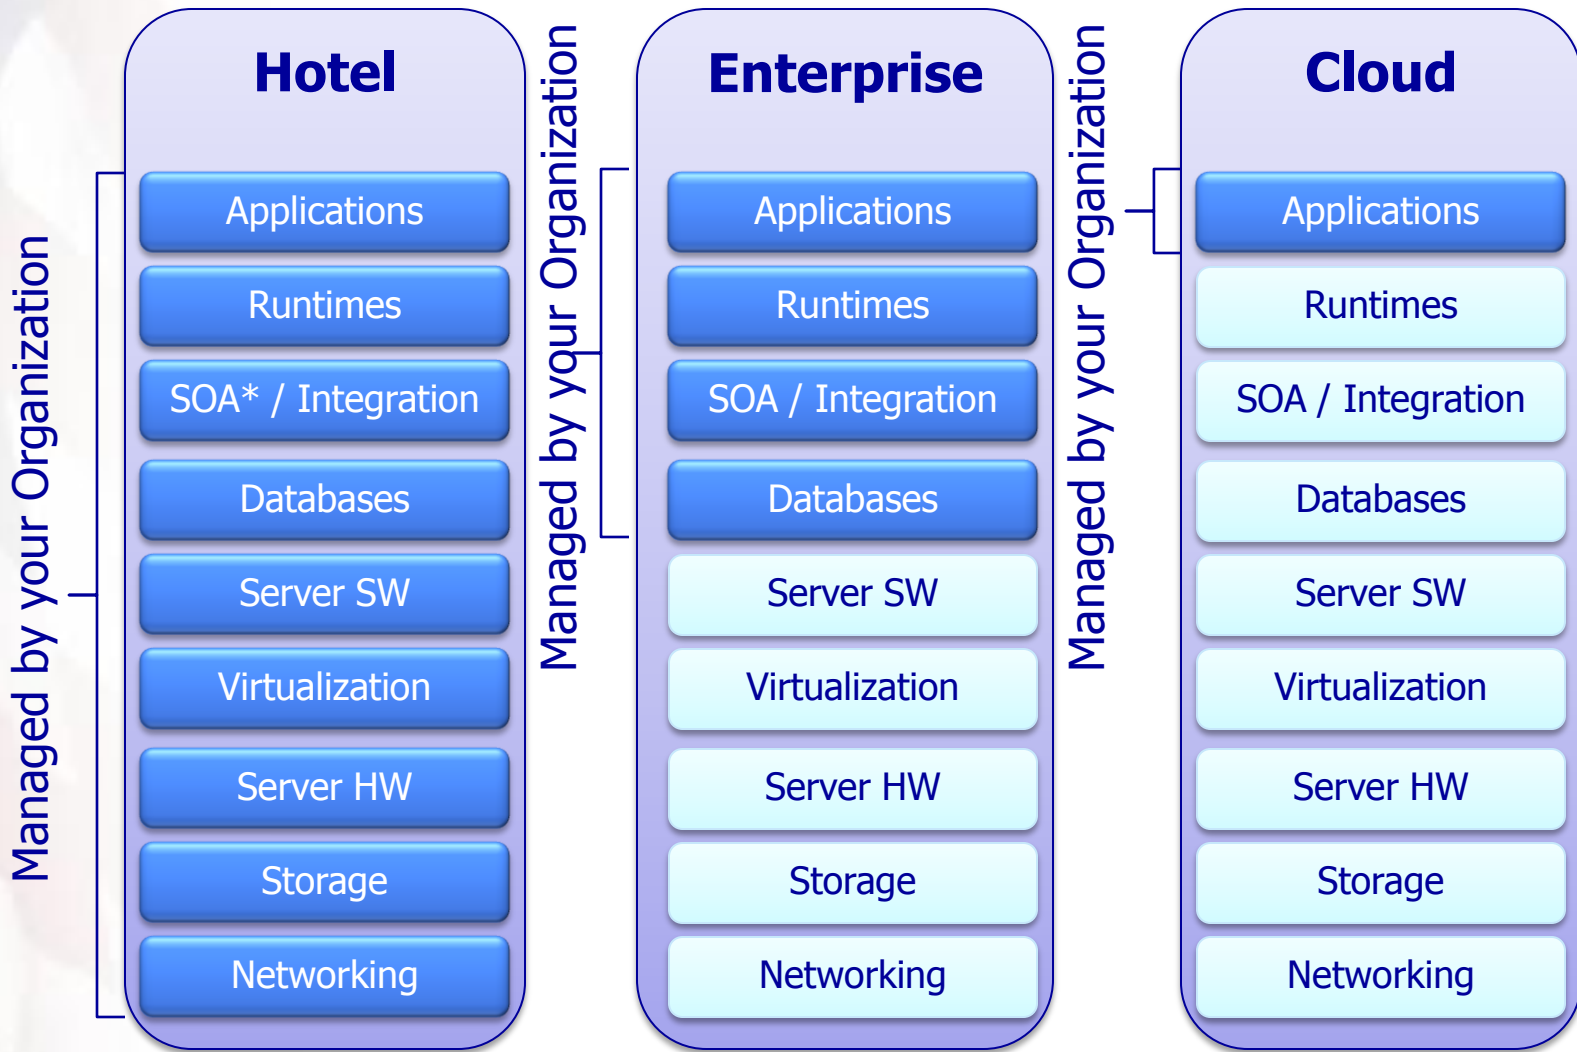 Managed by your Organization
Hotel
Applications
Runtimes
SOA* / Integration
Databases
Server SW
Virtualization
Server HW
Storage
Networking
Managed by your Organization
Enterprise
Applications
Runtimes
SOA / Integration
Databases
Server SW
Virtualization
Server HW
Storage
Networking
Managed by your Organization
Cloud
Applications
Runtimes
SOA / Integration
Databases
Server SW
Virtualization
Server HW
Storage
Networking